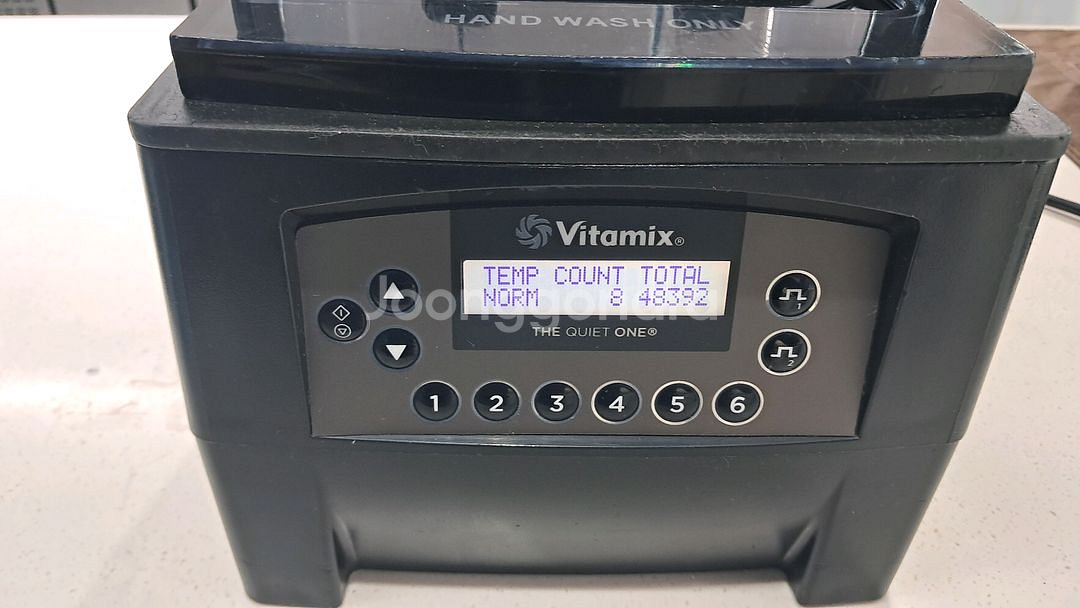 HAND WASH ONLY
Vitamix®
TEMP COUNT TOTAL
NORM 8 48392
Joonggonara
THE QUIET ONE®
1
2
1 2 3 4 5 6